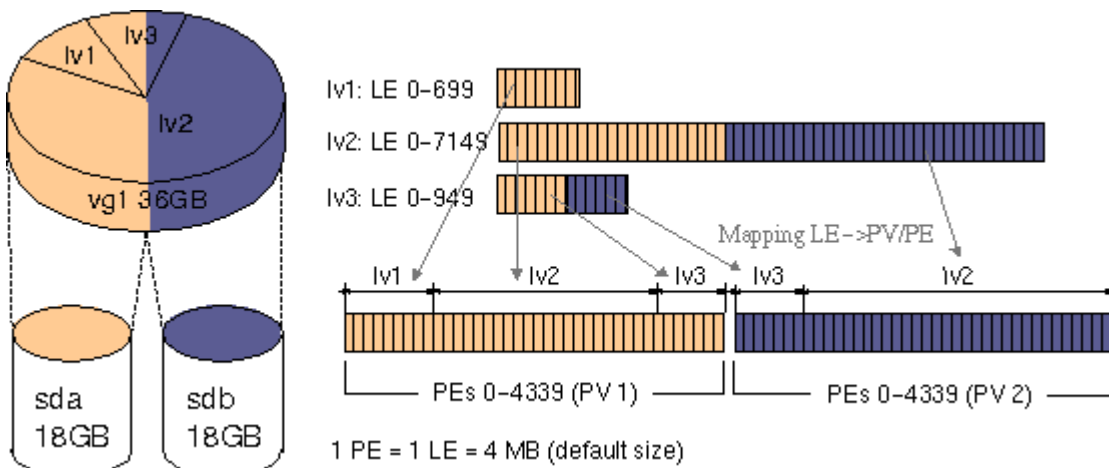 lv1
lv3
lv2
vg1 36GB
sda
18GB
sdb
18GB
lv1: LE 0-699
lv2: LE 0-7149
lv3: LE 0-949
Mapping LE->PV/PE
lv1
lv2
lv3
lv3
lv2
PEs 0-4339 (PV 1)
PEs 0-4339 (PV 2)
1 PE = 1 LE = 4 MB (default size)